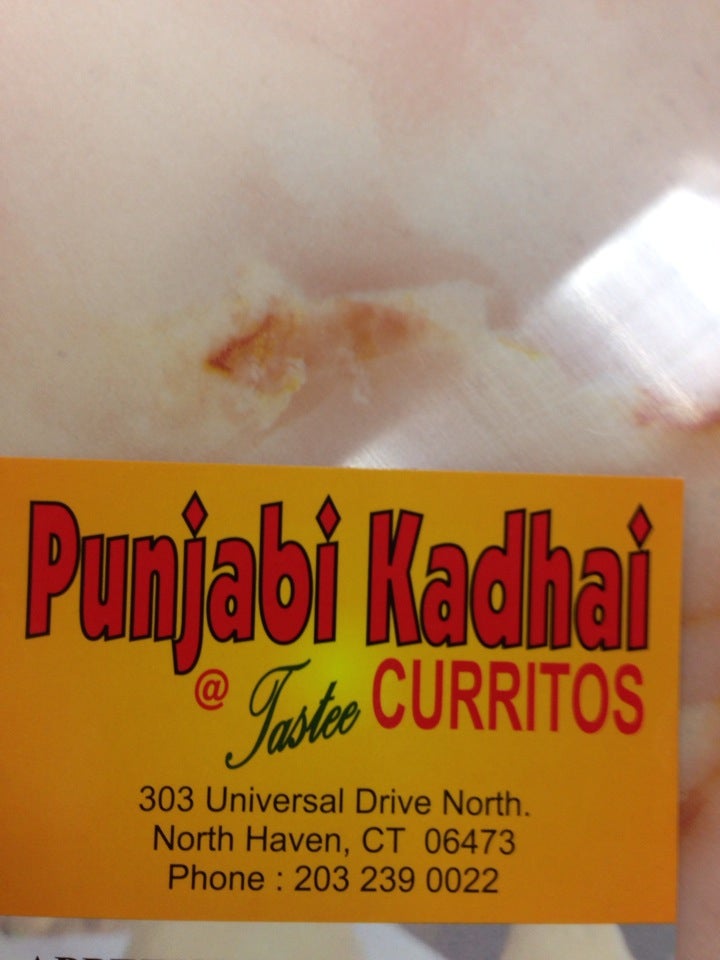 Punjabi Kadhai
@ Tastee CURRITOS
303 Universal Drive North.
North Haven, CT 06473
Phone : 203 239 0022